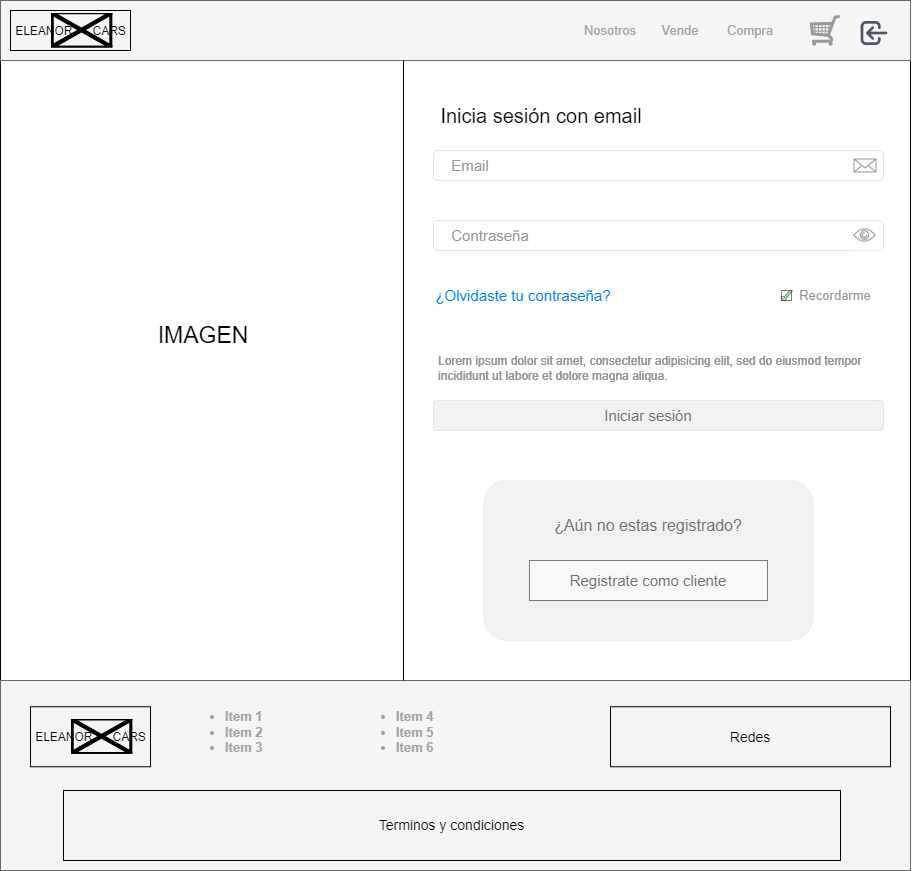 ELEANOR CARS
Nosotros Vende Compra
Inicia sesión con email
Email
Contraseña
¿Olvidaste tu contraseña? Recordarme
IMAGEN
Lorem ipsum dolor sit amet, consectetur adipisicing elit, sed do eiusmod tempor
incididunt ut labore et dolore magna aliqua.
Iniciar sesión
¿Aún no estas registrado?
Registrate como cliente
ELEANOR CARS
Item 1
Item 2
Item 3
Item 4
Item 5
Item 6
Redes
Terminos y condiciones